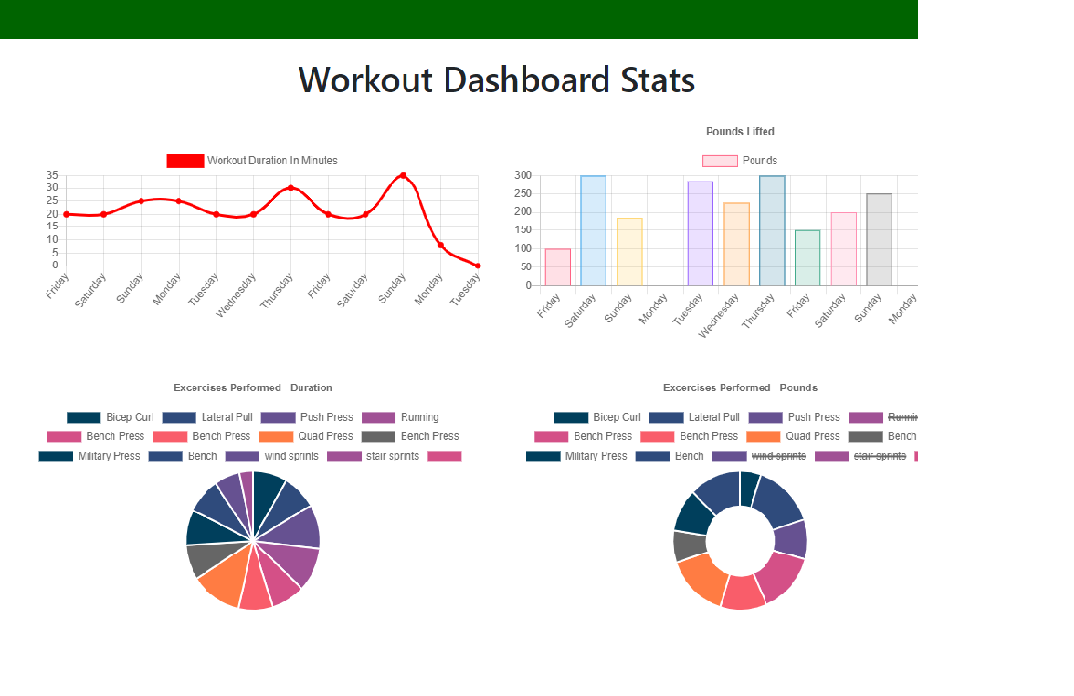 Workout Dashboard Stats
Workout Duration In Minutes
35
30
25
20
15
10
5
0
Friday Saturday Sunday Monday Tuesday Wednesday Thursday Friday Saturday Sunday Monday Tuesday
Pounds Lifted
Pounds
300
250
200
150
100
50
0
Friday Saturday Sunday Monday Tuesday Wednesday Thursday Friday Saturday Sunday Monday
Excercises Performed - Duration
Bicep Curl Lateral Pull Push Press Running
Bench Press Bench Press Quad Press Bench Press
Military Press Bench wind sprints stair sprints
Excercises Performed - Pounds
Bicep Curl Lateral Pull Push Press Runnin
Bench Press Bench Press Quad Press Bench
Military Press Bench wind sprints stair sprints